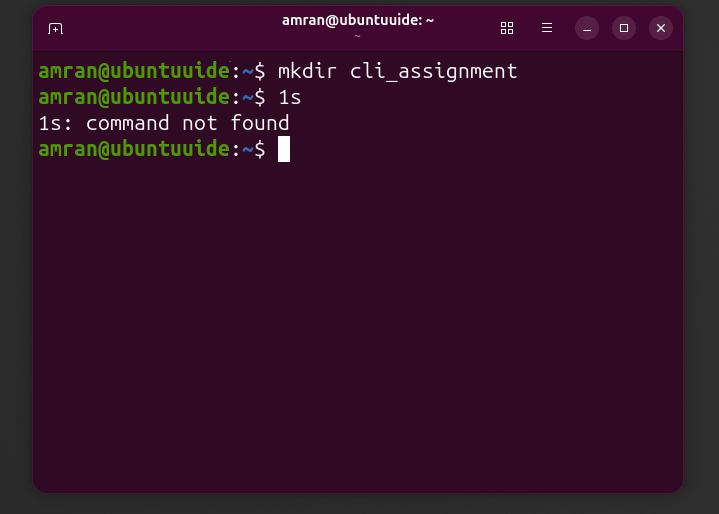 amran@ubuntuuide: ~
~
amran@ubuntuuide:~$ mkdir cli_assignment
amran@ubuntuuide:~$ 1s
1s: command not found
amran@ubuntuuide:~$